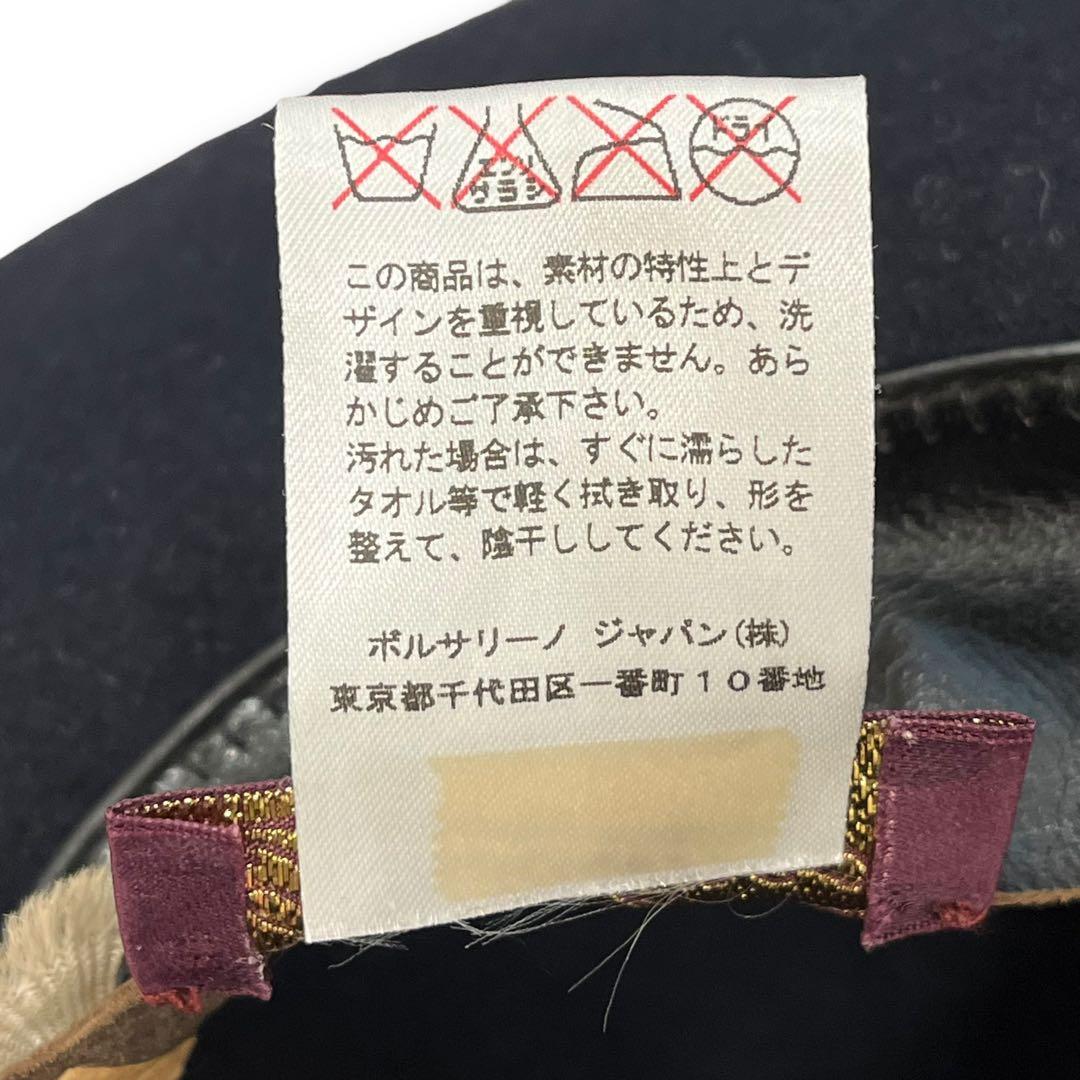 エンソ
サラシ
ドライ
この商品は、素材の特性上とデ
ザインを重視しているため、洗
濯することができません。あら
かじめご了承下さい。
汚れた場合は、すぐに濡らした
タオル等で軽く拭き取り、形を
整えて、陰干ししてください。
ボルサリーノ ジャパン(株)
東京都千代田区一番町10番地